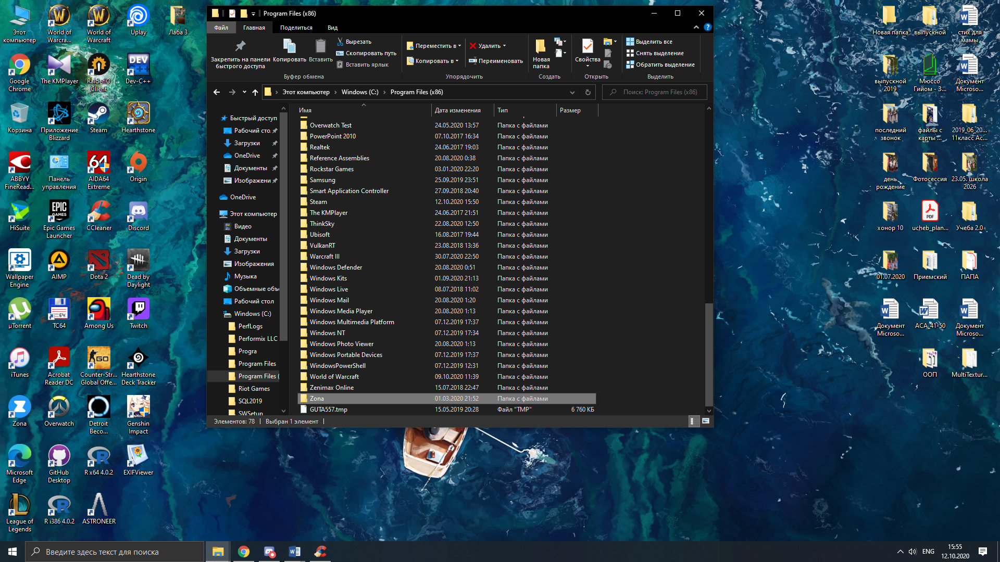 Program Files (x86)
Файл
Главная
Поделиться
Вид
Закрепить на панели
быстрого доступа
Копировать
Вставить
Вырезать
Скопировать путь
Вставить ярлык
Буфер обмена
Переместить в
Копировать в
Удалить
Переименовать
Упорядочить
Новая
папка
Создать
Свойства
Открыть
Выделить все
Снять выделение
Обратить выделение
Выделить
Этот компьютер
Windows (C:)
Program Files (x86)
Поиск: Program Files (x86)
Быстрый доступ
Рабочий сто.
Загрузки
OneDrive
Документы
Изображени
OneDrive
Этот компьютер
Видео
Документы
Загрузки
Изображения
Музыка
Объемные объе
Рабочий стол
Windows (C:)
PerfLogs
Performix LLC
Progra
Program Files
Program Files (
Riot Games
SQL2019
SWSetup
Имя Дата изменения Тип Размер
Overwatch Test 24.05.2020 13:57 Папка с файлами
PowerPoint 2010 07.10.2017 16:34 Папка с файлами
Realtek 24.06.2017 19:03 Папка с файлами
Reference Assemblies 20.08.2020 0:38 Папка с файлами
Rockstar Games 03.01.2020 22:20 Папка с файлами
Samsung 25.09.2019 23:51 Папка с файлами
Smart Application Controller 27.09.2018 20:40 Папка с файлами
Steam 12.10.2020 15:50 Папка с файлами
The KMPlayer 24.06.2017 21:51 Папка с файлами
ThinkSky 22.08.2020 12:50 Папка с файлами
Ubisoft 16.08.2017 19:44 Папка с файлами
VulkanRT 23.08.2018 13:36 Папка с файлами
Warcraft III 30.07.2020 22:50 Папка с файлами
Windows Defender 20.08.2020 0:51 Папка с файлами
Windows Kits 01.09.2020 21:13 Папка с файлами
Windows Live 08.07.2018 11:02 Папка с файлами
Windows Mail 20.08.2020 1:20 Папка с файлами
Windows Media Player 20.08.2020 1:13 Папка с файлами
Windows Multimedia Platform 07.12.2019 17:37 Папка с файлами
Windows NT 07.12.2019 17:34 Папка с файлами
Windows Photo Viewer 20.08.2020 1:13 Папка с файлами
Windows Portable Devices 07.12.2019 17:37 Папка с файлами
WindowsPowerShell 07.12.2019 12:31 Папка с файлами
World of Warcraft 09.10.2020 11:39 Папка с файлами
Zenimax Online 15.07.2018 22:47 Папка с файлами
Zona 01.03.2020 21:52 Папка с файлами
GUTA557.tmp 15.05.2019 20:28 Файл "TMP" 6 760 КБ
Элементов: 78
Выбран 1 элемент
Этот
компьютер
World of
Warcra...
World of
Warcraft
Uplay
Лаба 3
Google
Chrome
The KMPlayer
RaiderIO
Client
DEV
C++
Dev-C++
Корзина
Приложение
Blizzard
Steam
Hearthstone
ABBYY
FineRead...
Панель
управления
64
AIDA64
Extreme
Origin
HiSuite
EPIC
GAMES
Epic Games
Launcher
CCleaner
Discord
Wallpaper
Engine
AIMP
Dota 2
Dead by
Daylight
µTorrent
64
TC64
Among Us
Twitch
iTunes
Acrobat
Reader DC
GO
Counter-Str...
Global Offe...
Hearthstone
Deck Tracker
Zona
Overwatch
Detroit
Beco...
Genshin
Impact
Microsoft
Edge
GitHub
Desktop
R x64 4.0.2
EXIFViewer
League of
Legends
R i386 4.0.2
ASTRONEER
Новая папка
выпускной
стих для
мамы
выпускной
2019
Мюссо
Гийом - З...
Документ
Microso...
последний
звонок
файлы с
карты ...
2019_06_20...
11класс Ас...
день
рождение
Фотосессия
23.05. школа
2026
хонор 10
PDF
ucheb_plan...
Учеба 2.0
01.07.2020
Приемский
ПАПА
Документ
Microso...
АСА_41-50
Документ
Microso...
ООП
MultiTextur...
Введите здесь текст для поиска
ENG
15:55
12.10.2020